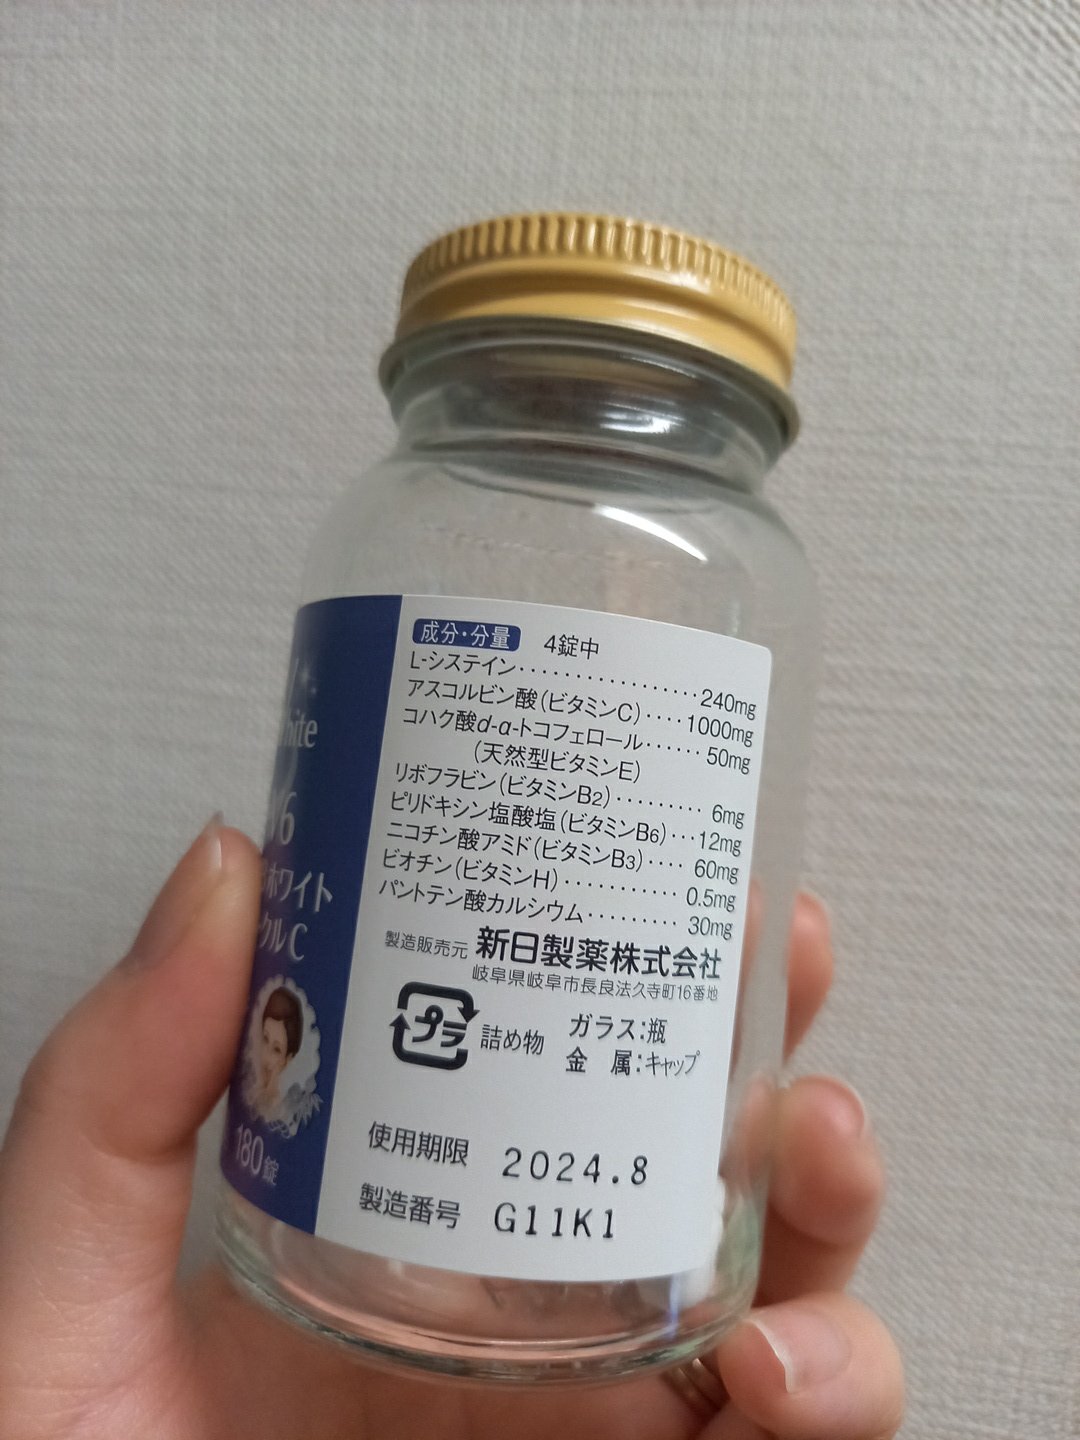 成分・分量 4錠中
L-システイン・・・・・・・・・・・・・・・・・240mg
アスコルビン酸(ビタミンC)・・・・1000mg
コハク酸d-α-トコフェロール・・・・・・50mg
(天然型ビタミンE)
リボフラビン(ビタミンB2)・・・・・・・・・6mg
ピリドキシン塩酸塩(ビタミンB6)・・・12mg
ニコチン酸アミド(ビタミンB3)・・・・60mg
ビオチン(ビタミンH)・・・・・・・・・・・0.5mg
パントテン酸カルシウム・・・・・・・・・30mg
製造販売元 新日製薬株式会社
岐阜県岐阜市長良法久寺町16番地
プラ 詰め物 ガラス:瓶
金 属:キャップ
使用期限 2024.8
製造番号 G11K1
hite
6
ホワイト
クルC
180錠